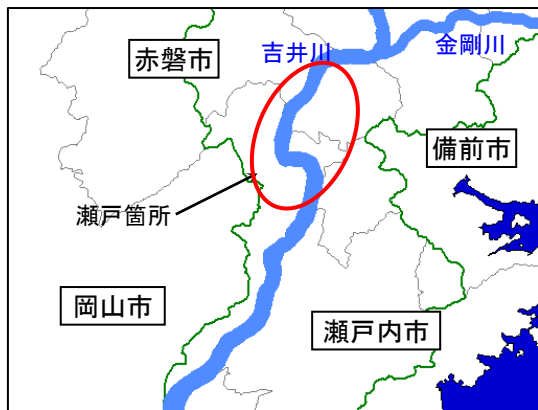 吉井川
金剛川
赤磐市
備前市
瀬戸箇所
岡山市
瀬戸内市